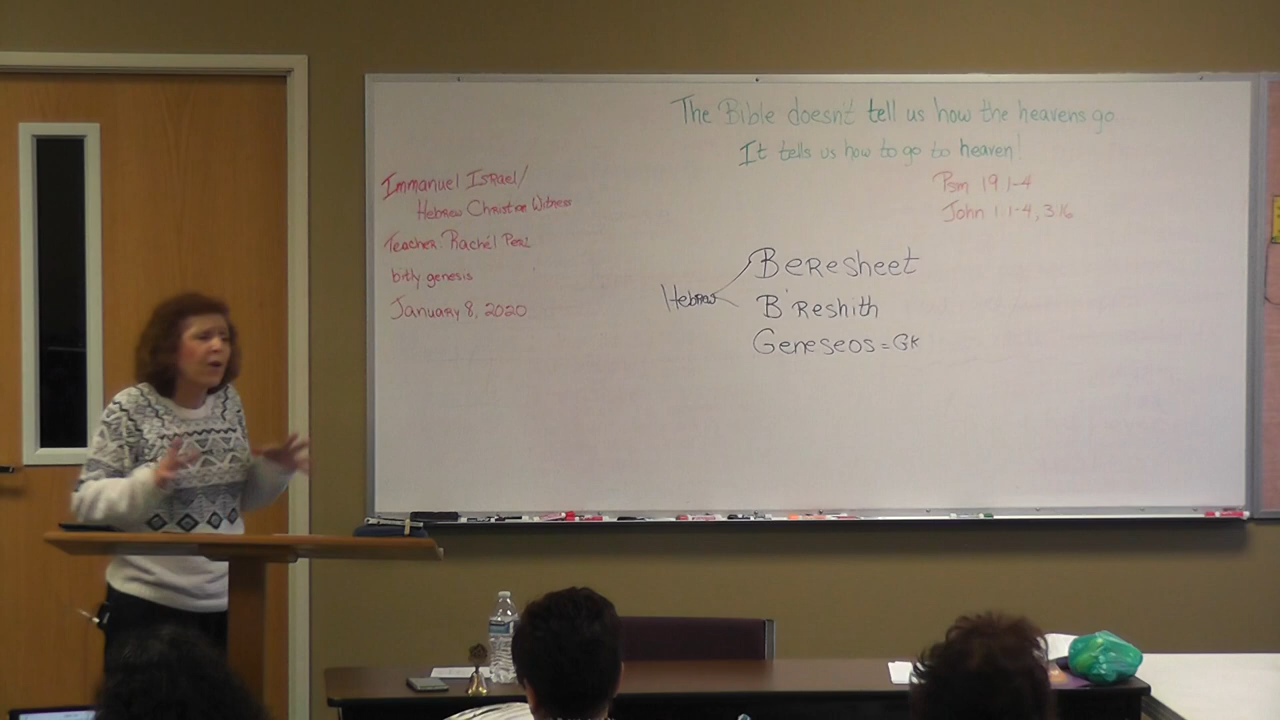 The Bible doesn't tell us how the heavens go
It tells us how to go to heaven!
Psm 19 1-4
John 1:1-4, 3:16
Immanuel Israel/
Hebrew Christian Witness
Teacher: Rachél
bitly genesis
January 8, 2020
Hebrew
Beresheet
B'Reshith
Geneseos = GK